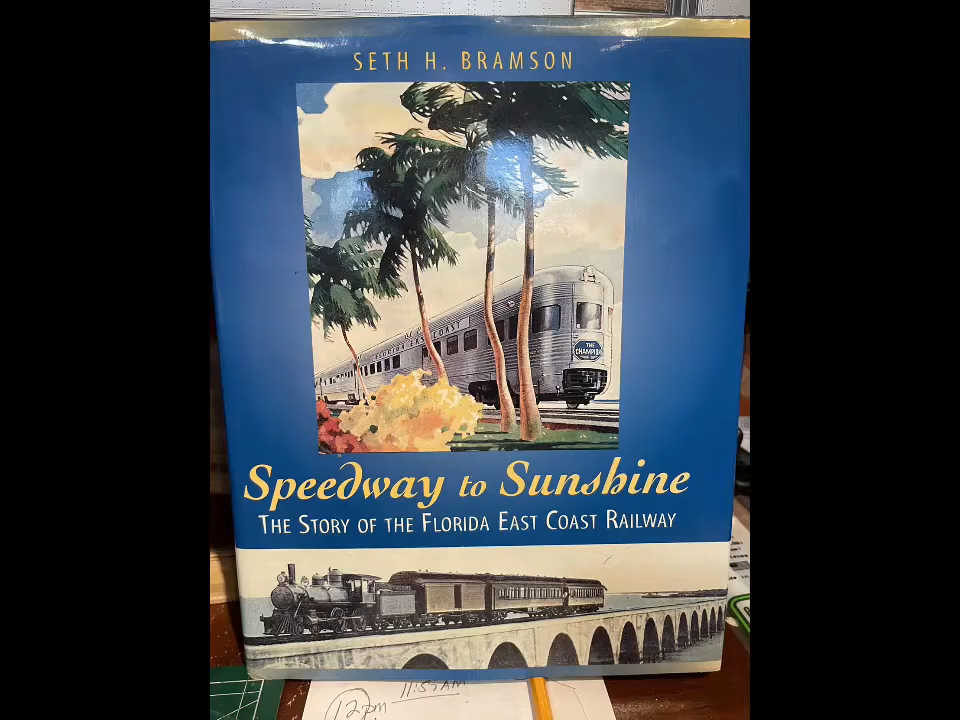 SETH H. BRAMSON
FLORIDA EAST COAST
THE
CHAMPION
Speedway to Sunshine
THE STORY OF THE FLORIDA EAST COAST RAILWAY
11:55AM
12pm